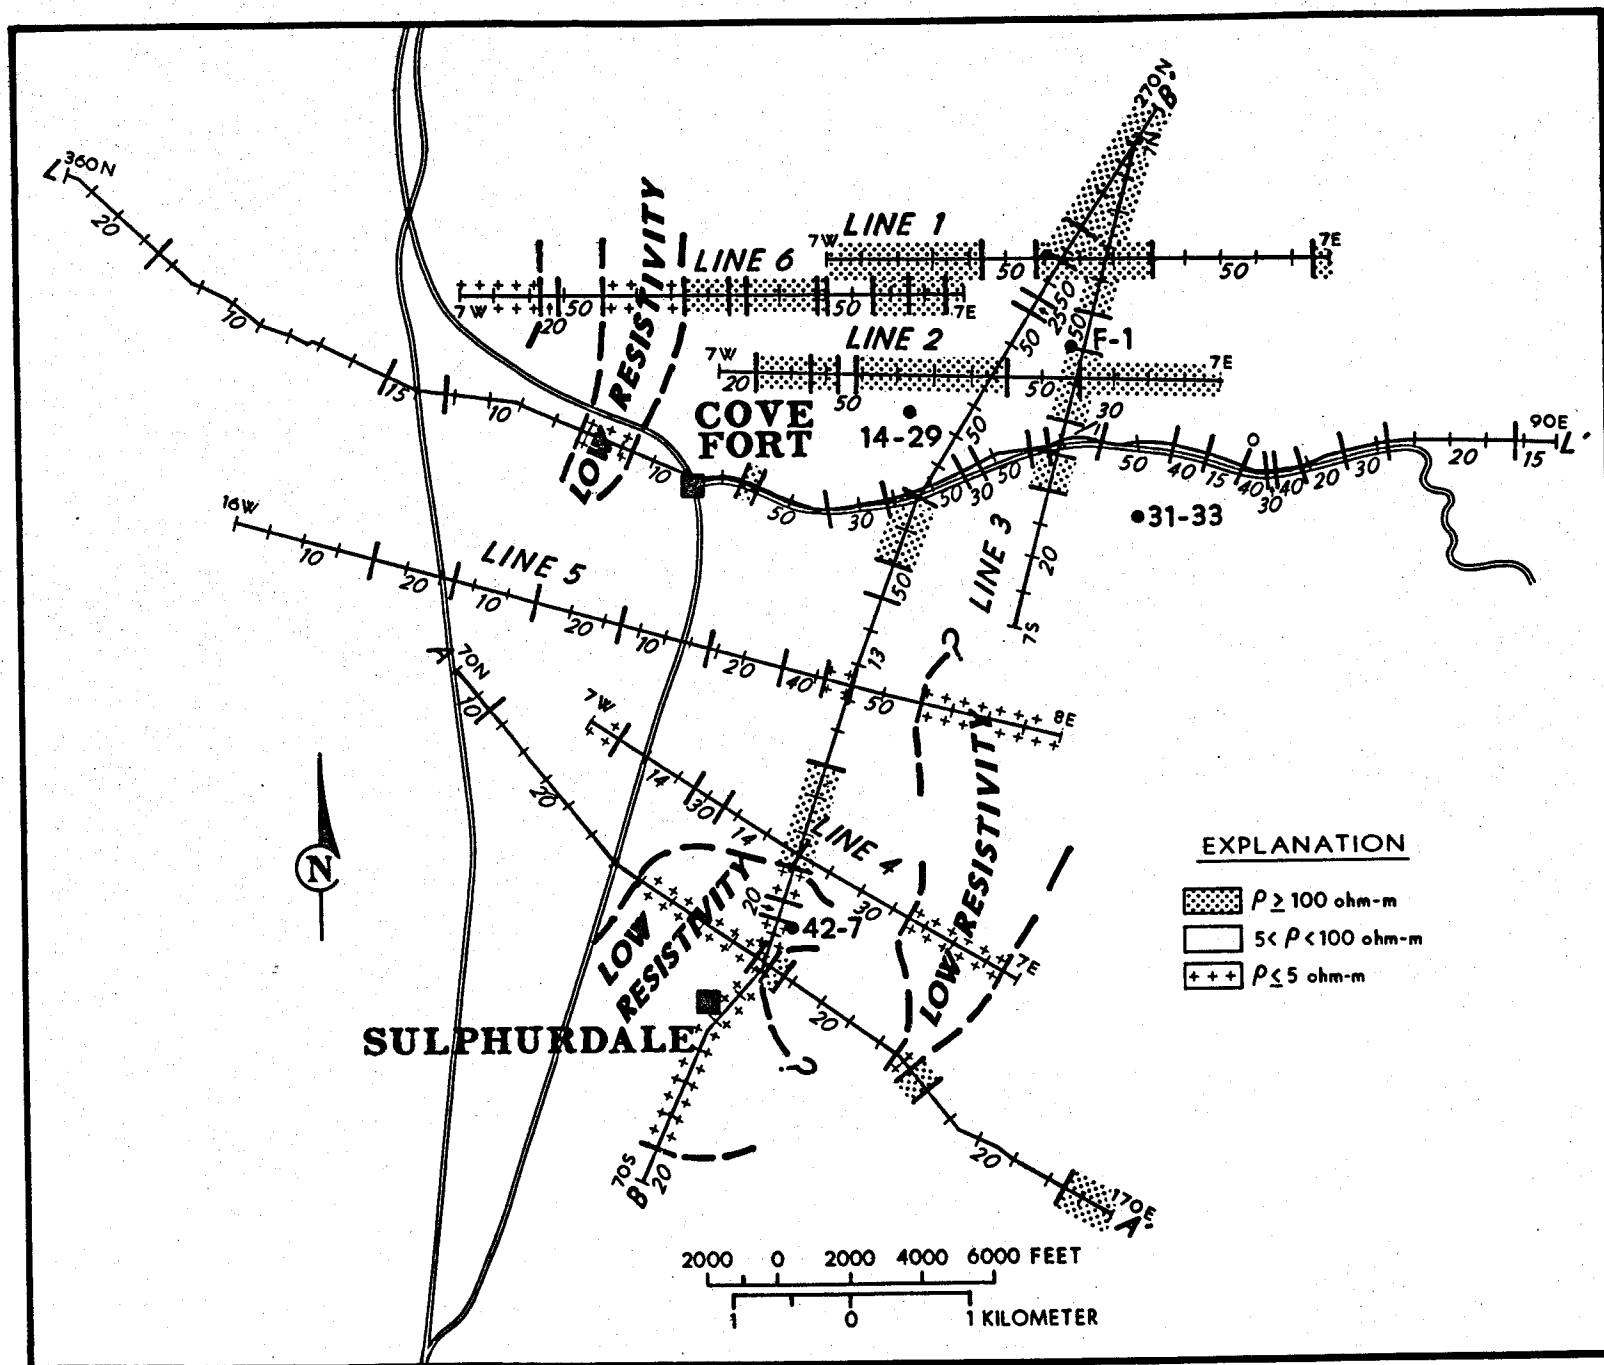 270N
B'
7N
L
360N
20
10
15
10
10
LOW RESISTIVITY
LINE 1
7W
50
50
7E
LINE 6
7W
20
50
50
7E
LINE 2
7W
20
50
50
7E
50
25
50
50
F-1
COVE
FORT
14-29
50
30
50
30
50
30
50
50
40
15
40
30
40
20
30
20
15
90E
L'
31-33
16W
10
20
LINE 5
10
20
10
20
40
50
8E
50
13
LINE 3
20
7S
?
A
70N
10
20
7W
14
30
14
LINE 4
30
7E
LOW RESISTIVITY
LOW
RESISTIVITY
20
42-7
20
SULPHURDALE
?
70S
B
20
20
170E
A'
N
EXPLANATION
ρ ≥ 100 ohm-m
5< ρ <100 ohm-m
+ + + ρ ≤ 5 ohm-m
2000 0 2000 4000 6000 FEET
1 0 1 KILOMETER